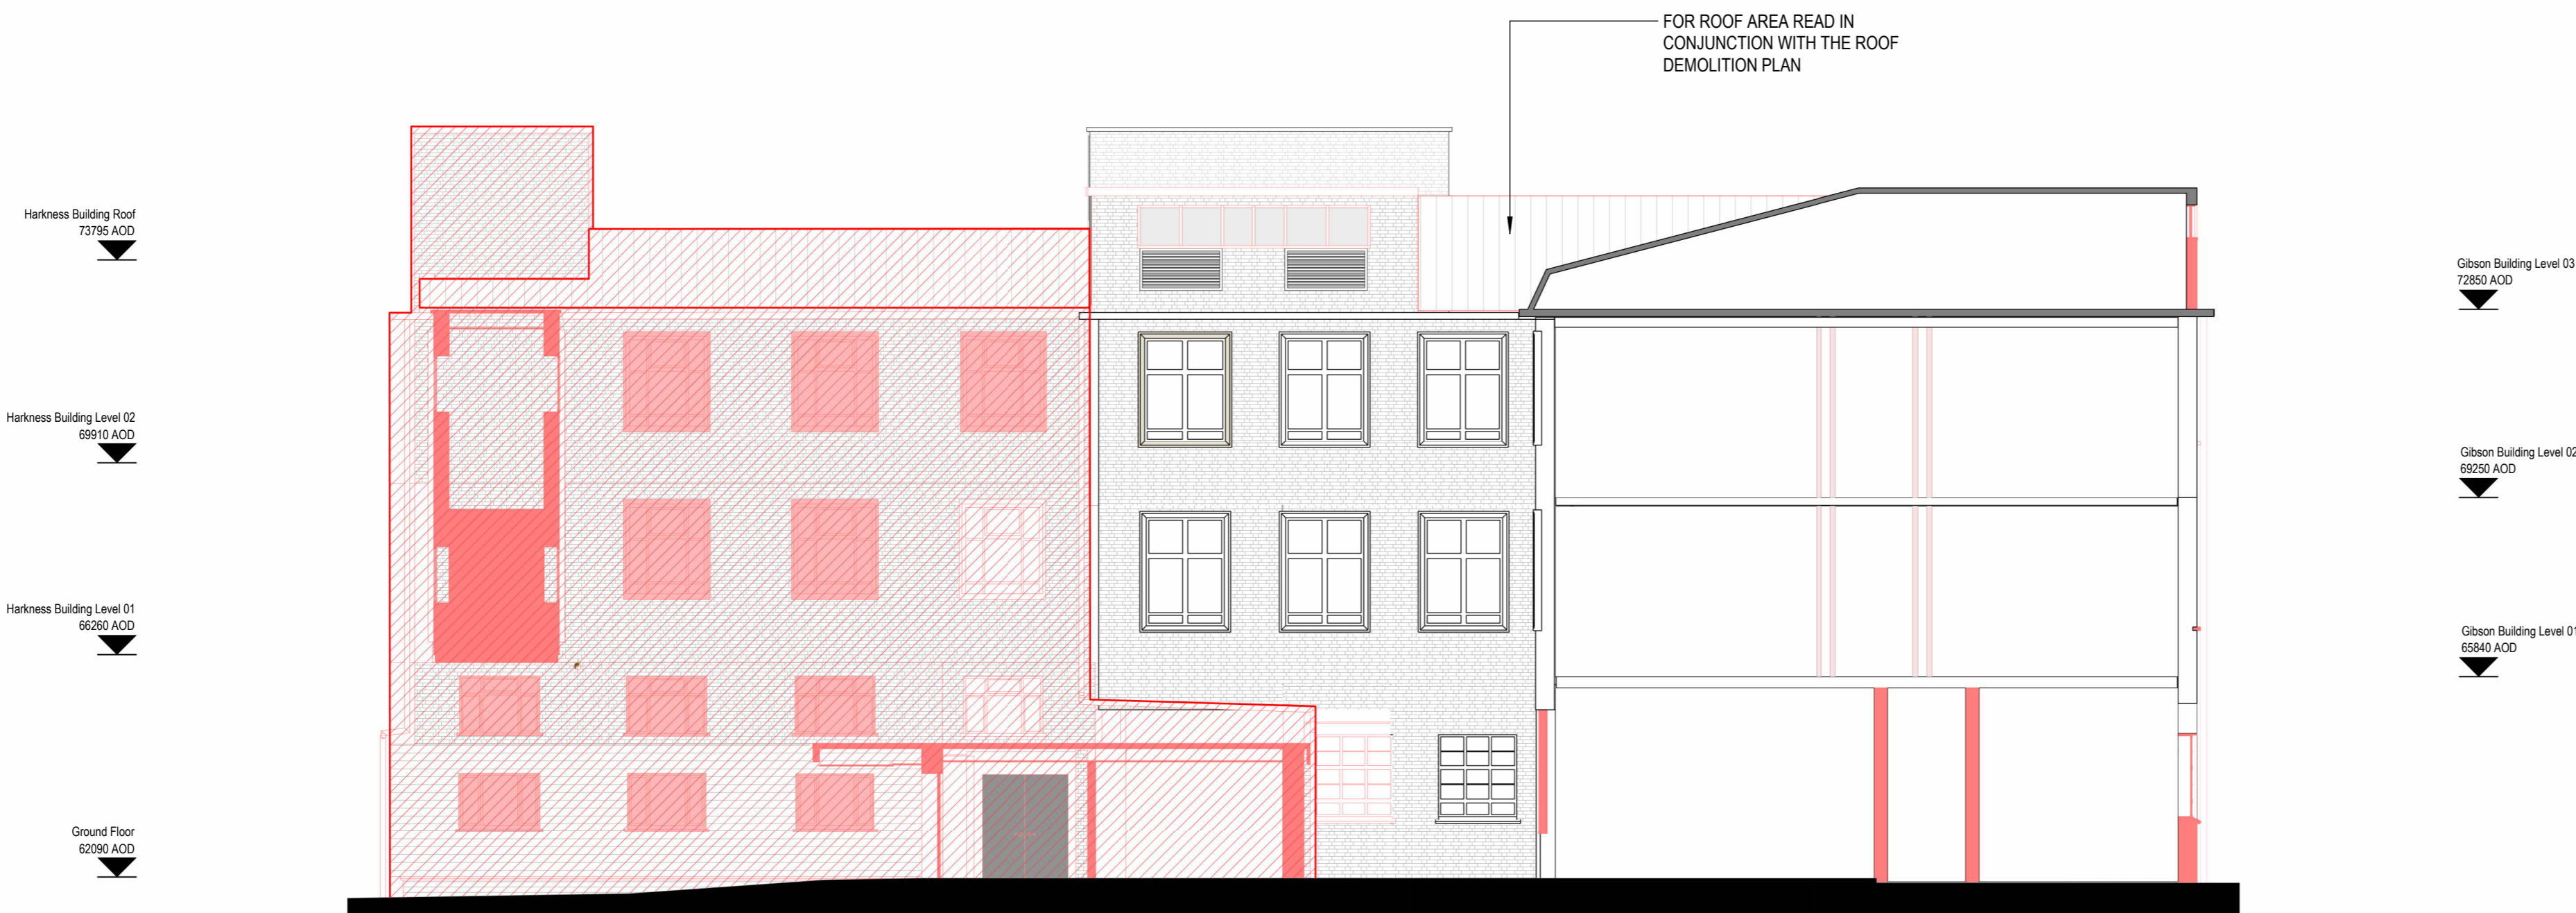 FOR ROOF AREA READ IN
CONJUNCTION WITH THE ROOF
DEMOLITION PLAN
Harkness Building Roof
73795 AOD
Harkness Building Level 02
69910 AOD
Harkness Building Level 01
66260 AOD
Ground Floor
62090 AOD
Gibson Building Level 03
72850 AOD
Gibson Building Level 02
69250 AOD
Gibson Building Level 01
65840 AOD